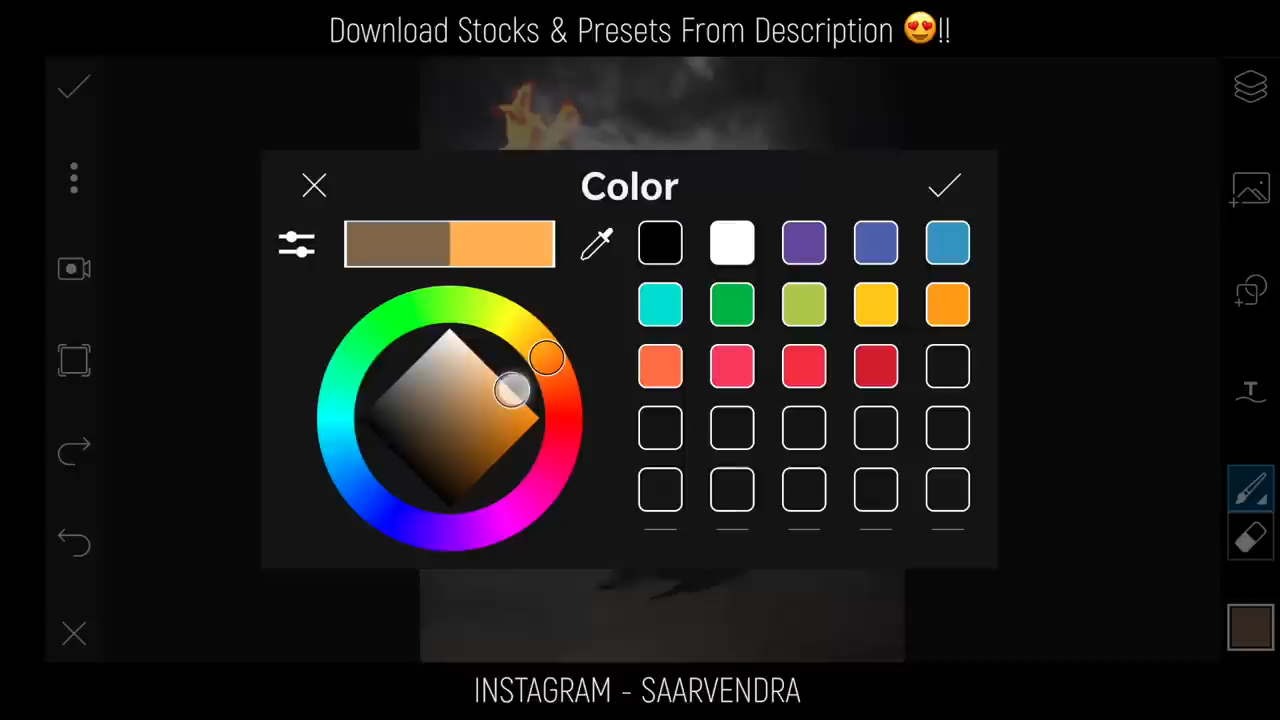 Download Stocks & Presets From Description 😍!!
Color
T
INSTAGRAM - SAARVENDRA